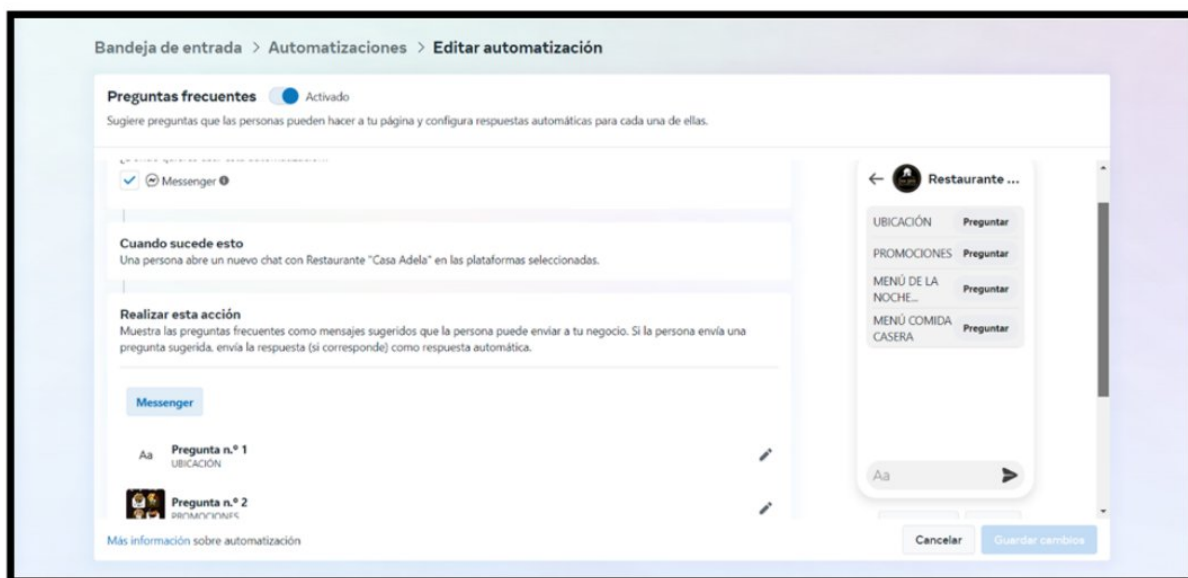 Bandeja de entrada > Automatizaciones > Editar automatización
Preguntas frecuentes Activado
Sugiere preguntas que las personas pueden hacer a tu página y configura respuestas automáticas para cada una de ellas.
Messenger
Cuando sucede esto
Una persona abre un nuevo chat con Restaurante "Casa Adela" en las plataformas seleccionadas.
Realizar esta acción
Muestra las preguntas frecuentes como mensajes sugeridos que la persona puede enviar a tu negocio. Si la persona envía una
pregunta sugerida, envía la respuesta (si corresponde) como respuesta automática.
Messenger
Aa Pregunta n.º 1
UBICACIÓN
Pregunta n.º 2
PROMOCIONES
Restaurante ...
UBICACIÓN Preguntar
PROMOCIONES Preguntar
MENÚ DE LA
NOCHE... Preguntar
MENÚ COMIDA
CASERA Preguntar
Aa
Más información sobre automatización
Cancelar Guardar cambios